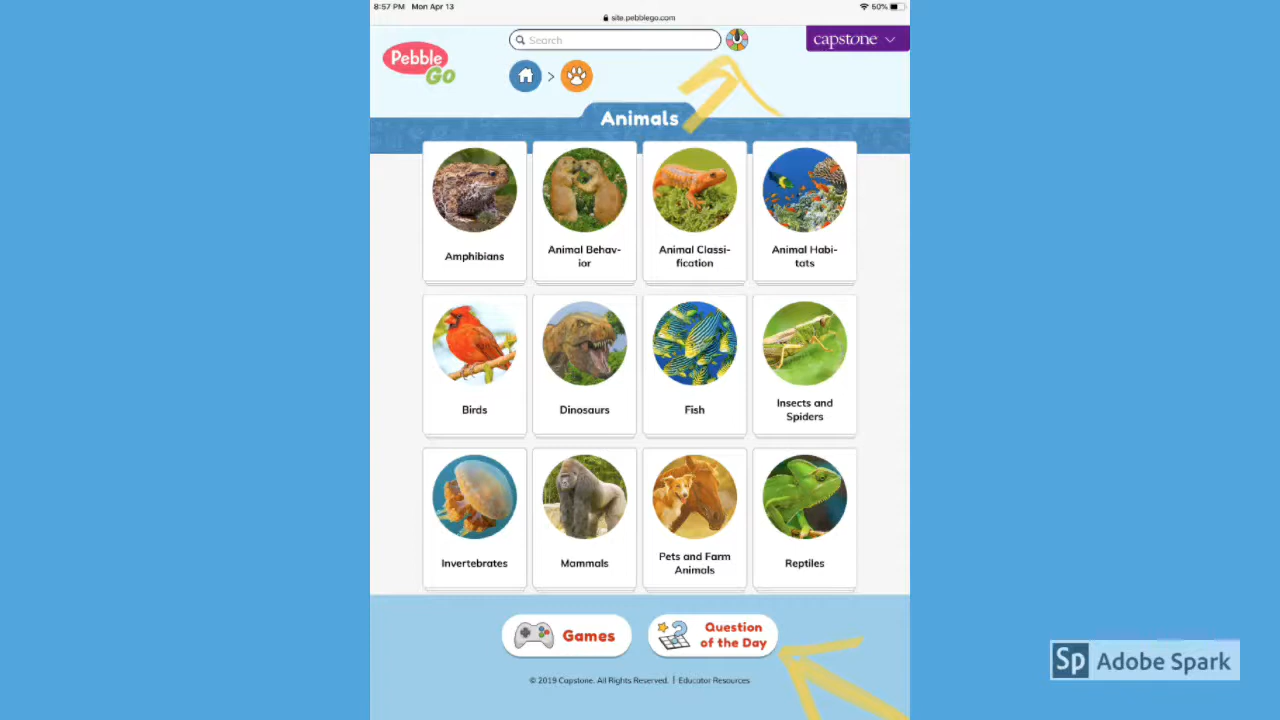 8:57 PM Mon Apr 13
50%
site.pebblego.com
Pebble
GO
Search
capstone
Animals
Amphibians
Animal Behav-
ior
Animal Classi-
fication
Animal Habi-
tats
Birds
Dinosaurs
Fish
Insects and
Spiders
Invertebrates
Mammals
Pets and Farm
Animals
Reptiles
Games
Question
of the Day
© 2019 Capstone. All Rights Reserved. | Educator Resources
Sp Adobe Spark